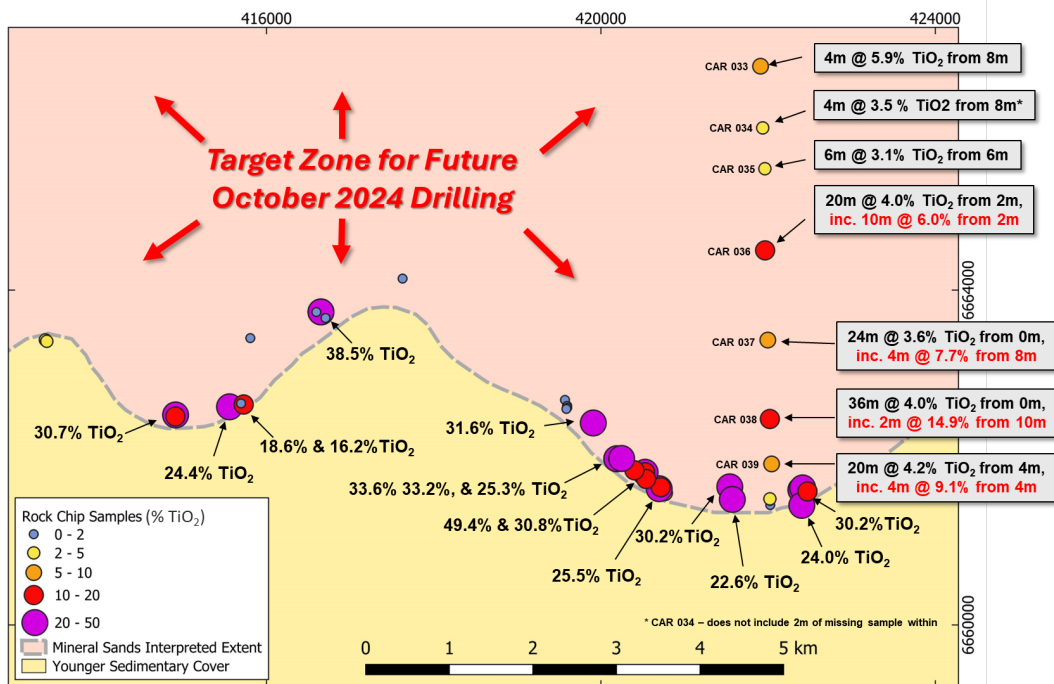 416000
420000
424000
CAR 033
4m @ 5.9% TiO₂ from 8m
CAR 034
4m @ 3.5 % TiO2 from 8m*
CAR 035
6m @ 3.1% TiO₂ from 6m
Target Zone for Future
October 2024 Drilling
CAR 036
20m @ 4.0% TiO₂ from 2m,
inc. 10m @ 6.0% from 2m
6664000
CAR 037
24m @ 3.6% TiO₂ from 0m,
inc. 4m @ 7.7% from 8m
38.5% TiO₂
CAR 038
36m @ 4.0% TiO₂ from 0m,
inc. 2m @ 14.9% from 10m
30.7% TiO₂
24.4% TiO₂
18.6% & 16.2%TiO₂
31.6% TiO₂
CAR 039
20m @ 4.2% TiO₂ from 4m,
inc. 4m @ 9.1% from 4m
33.6% 33.2%, & 25.3% TiO₂
49.4% & 30.8%TiO₂
30.2%TiO₂
30.2%TiO₂
25.5% TiO₂
22.6% TiO₂
24.0% TiO₂
Rock Chip Samples (% TiO₂)
0 - 2
2 - 5
5 - 10
10 - 20
20 - 50
Mineral Sands Interpreted Extent
Younger Sedimentary Cover
* CAR 034 – does not include 2m of missing sample within
6660000
0 1 2 3 4 5 km